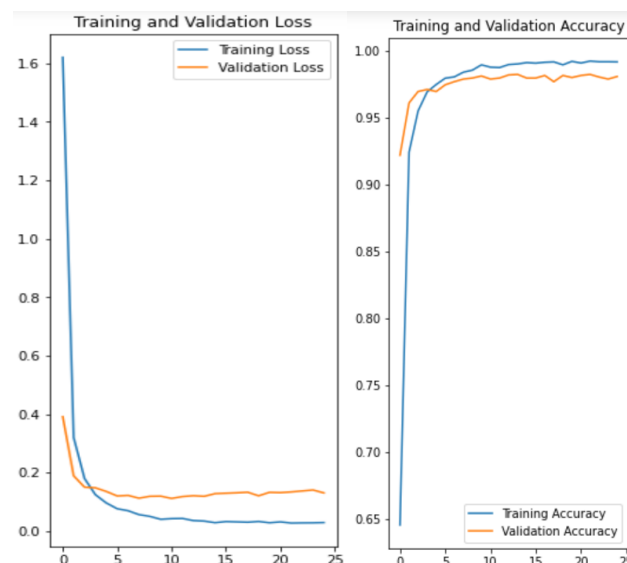 Training and Validation Loss
Training Loss
Validation Loss
1.6
1.4
1.2
1.0
0.8
0.6
0.4
0.2
0.0
0 5 10 15 20 25
Training and Validation Accuracy
1.00
0.95
0.90
0.85
0.80
0.75
0.70
0.65
Training Accuracy
Validation Accuracy
0 5 10 15 20 25